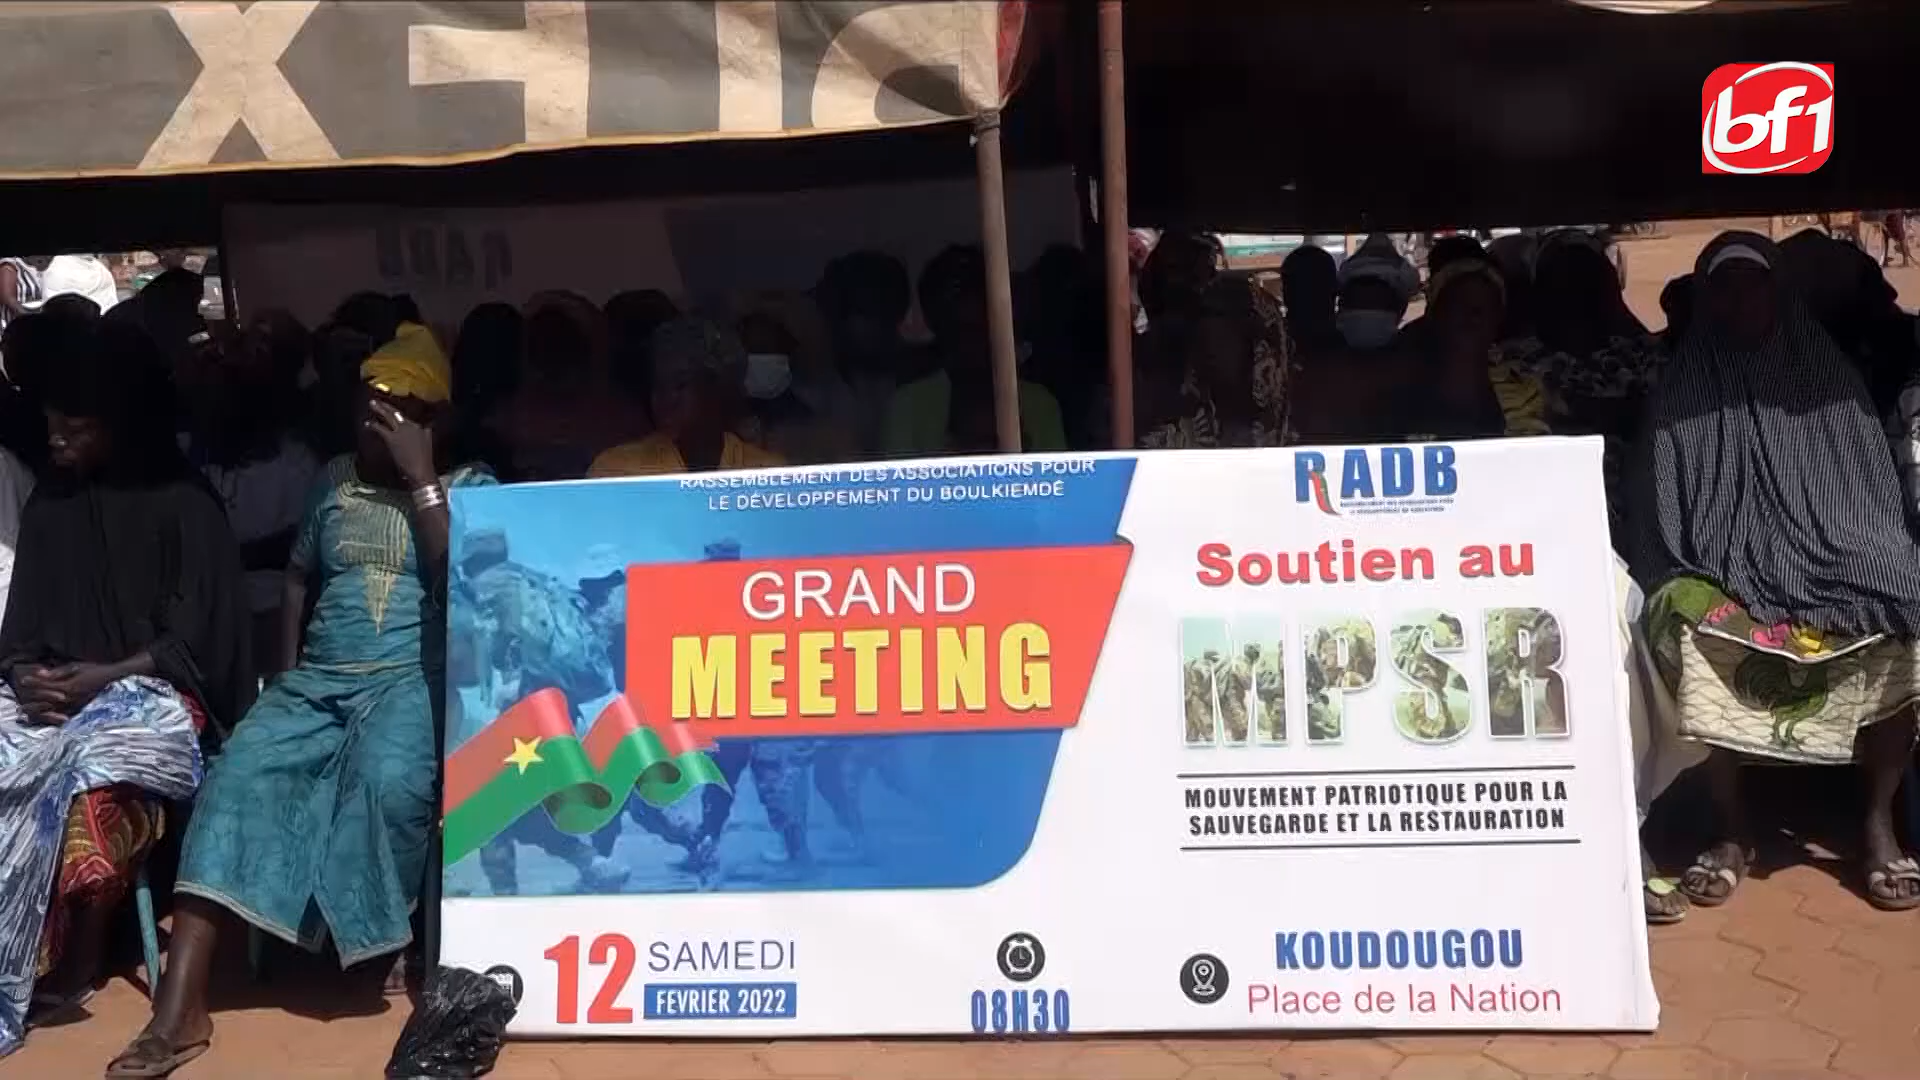 bf1
RASSEMBLEMENT DES ASSOCIATIONS POUR
LE DÉVELOPPEMENT DU BOULKIEMDÉ
GRAND
MEETING
12
SAMEDI
FEVRIER 2022
08H30
RADB
Soutien au
MPSR
MOUVEMENT PATRIOTIQUE POUR LA
SAUVEGARDE ET LA RESTAURATION
KOUDOUGOU
Place de la Nation